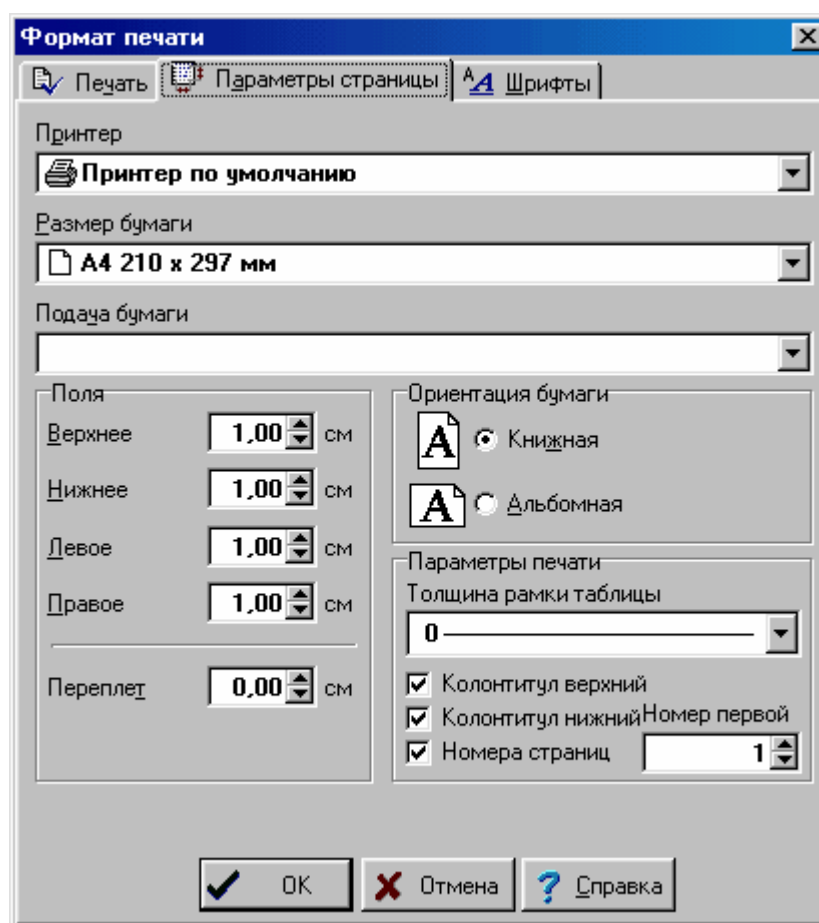 Формат печати
Печать Параметры страницы АА Шрифты
Принтер
Принтер по умолчанию
Размер бумаги
А4 210 x 297 мм
Подача бумаги
Поля
Верхнее 1,00 см
Нижнее 1,00 см
Левое 1,00 см
Правое 1,00 см
Переплет 0,00 см
Ориентация бумаги
А Книжная
А Альбомная
Параметры печати
Толщина рамки таблицы
0
Колонтитул верхний
Колонтитул нижний Номер первой
Номера страниц 1
OK Отмена ? Справка